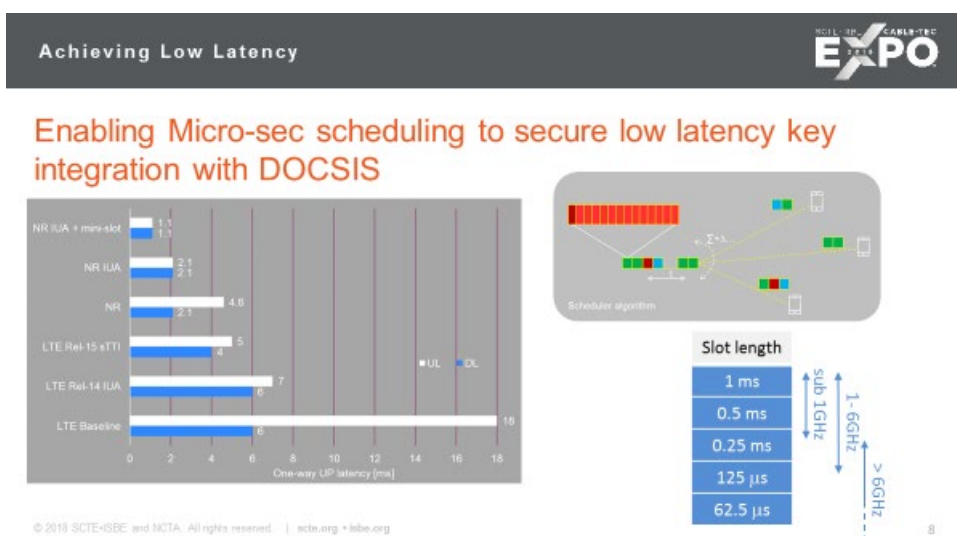 Achieving Low Latency
SCTE•ISBE CABLE-TEC
EXPO
2018
Enabling Micro-sec scheduling to secure low latency key
integration with DOCSIS
NR IUA + mini-slot
1.1
1.1
NR IUA
2.1
2.1
NR
4.6
2.1
LTE Rel-15 sTTI
5
4
LTE Rel-14 IUA
7
6
LTE Baseline
18
6
UL DL
0 2 4 6 8 10 12 14 16 18
One-way UP latency [ms]
Scheduler algorithm
Slot length
1 ms
0.5 ms
0.25 ms
125 μs
62.5 μs
sub 1GHz
1- 6GHz
> 6GHz
© 2018 SCTE•ISBE and NCTA. All rights reserved. | scte.org • isbe.org
8